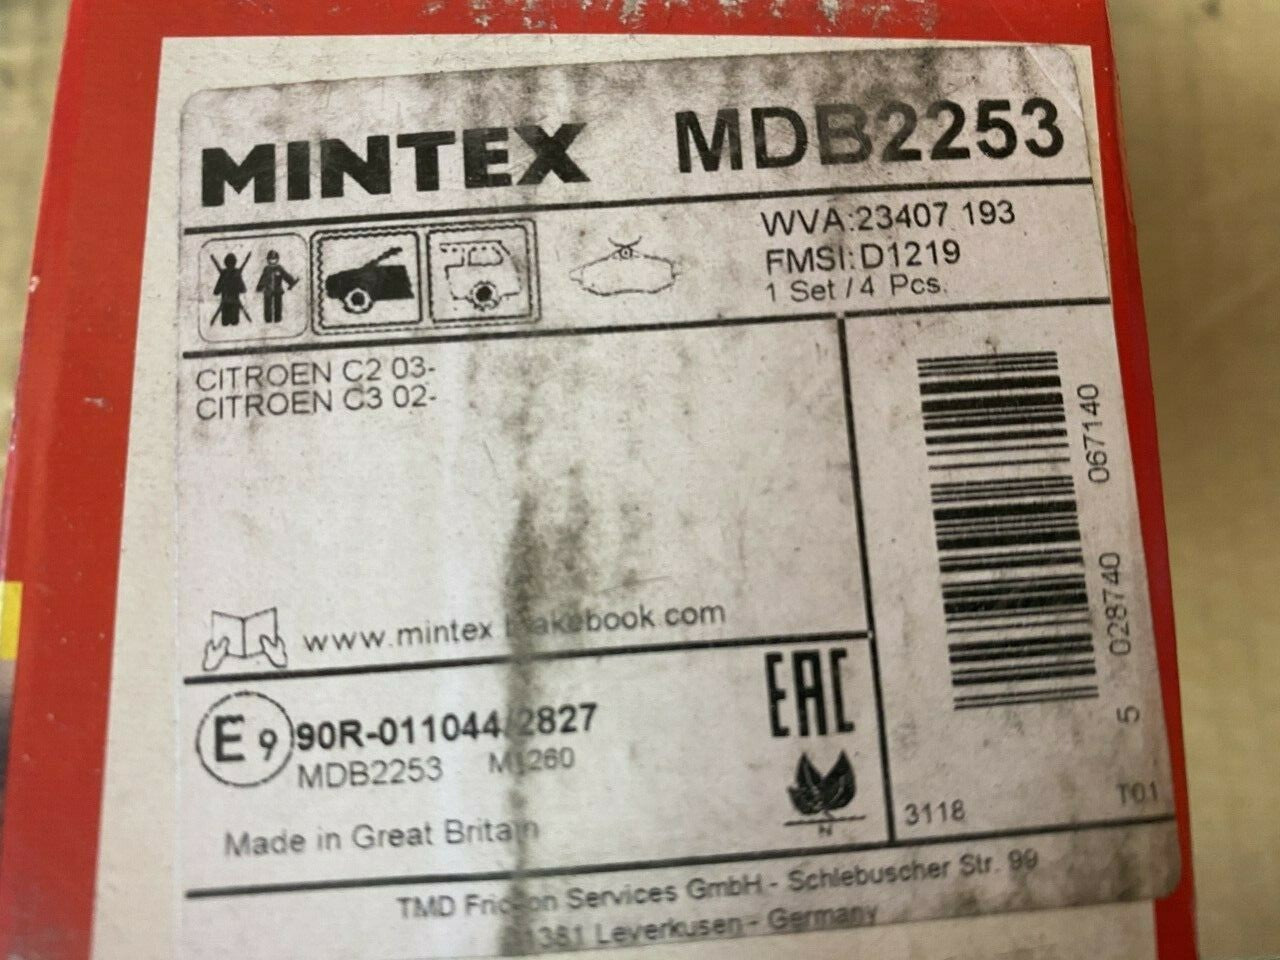 MINTEX MDB2253
WVA:23407 193
FMSI:D1219
1 Set / 4 Pcs.
CITROEN C2 03-
CITROEN C3 02-
www.mintex com
E9 90R-011044 2827
MDB2253
EAC
N
Made in Great Britain
5 028740 067140
3118 T01
TMD Friction Services GmbH - Schlebuscher Str. 99
Leverkusen - Germany